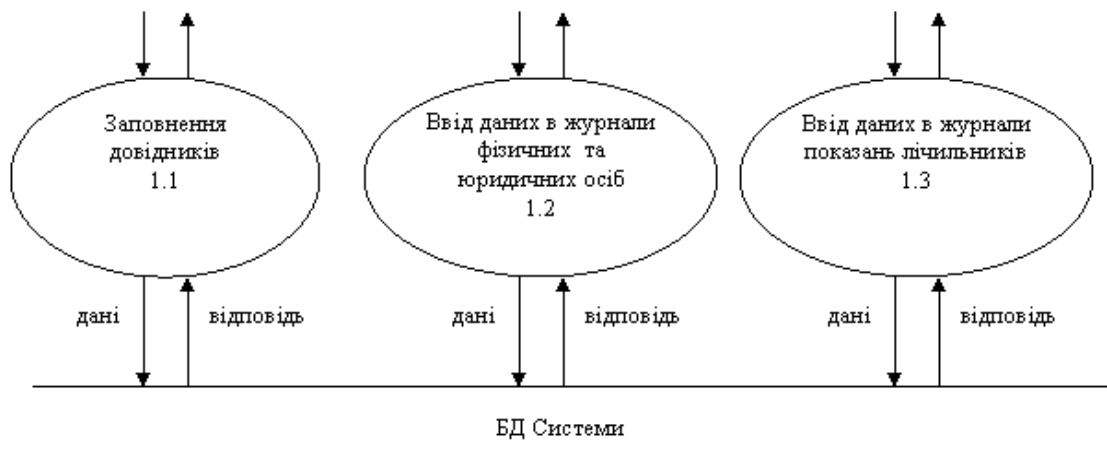 Заповнення
довідників
1.1
Ввід даних в журнали
фізичних та
юридичних осіб
1.2
Ввід даних в журнали
показань лічильників
1.3
дані
відповідь
дані
відповідь
дані
відповідь
БД Системи